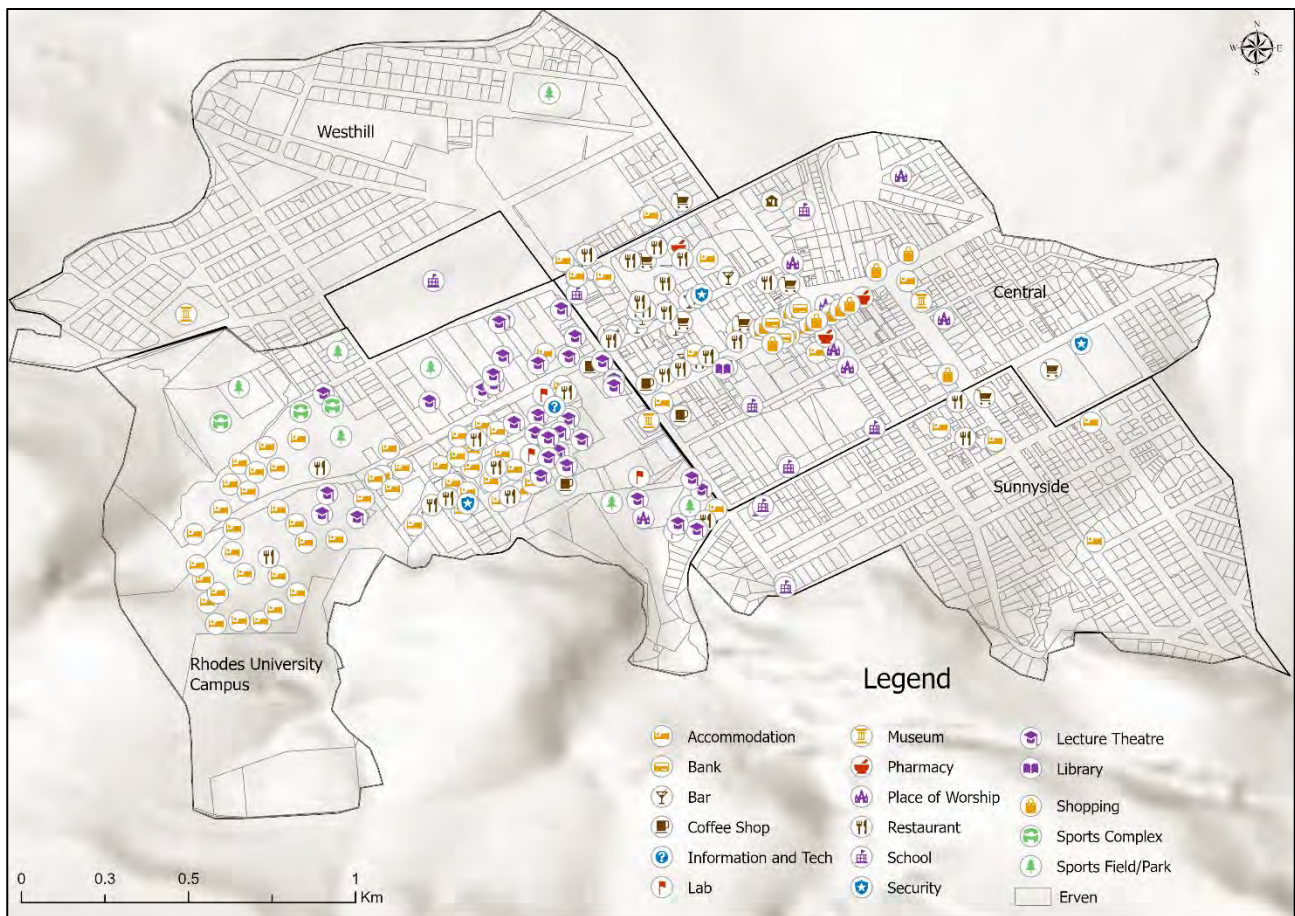 N
W E
S
Westhill
Central
Sunnyside
Rhodes University
Campus
Legend
Accommodation
Bank
Bar
Coffee Shop
Information and Tech
Lab
Museum
Pharmacy
Place of Worship
Restaurant
School
Security
Lecture Theatre
Library
Shopping
Sports Complex
Sports Field/Park
Erven
0 0.3 0.5 1
Km